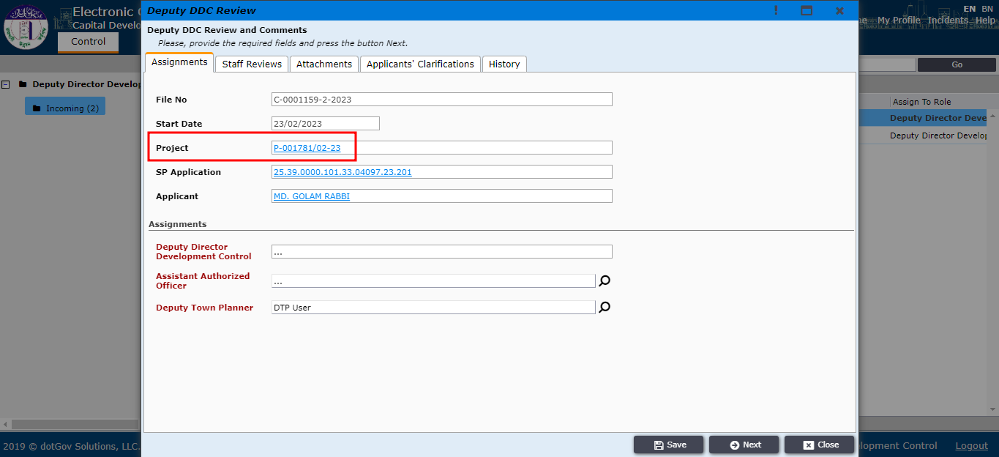 Electronic
Capital Develo
Control
Deputy DDC Review
EN BN
My Profile Incidents Help
Deputy DDC Review and Comments
Please, provide the required fields and press the button Next.
Assignments Staff Reviews Attachments Applicants' Clarifications History
Go
Deputy Director Develop
Incoming (2)
Assign To Role
Deputy Director Deve
Deputy Director Develop
File No C-0001159-2-2023
Start Date 23/02/2023
Project P-001781/02-23
SP Application 25.39.0000.101.33.04097.23.201
Applicant MD. GOLAM RABBI
Assignments
Deputy Director
Development Control ...
Assistant Authorized
Officer ...
Deputy Town Planner DTP User
Save Next Close
2019 © dotGov Solutions, LLC.
lopment Control Logout